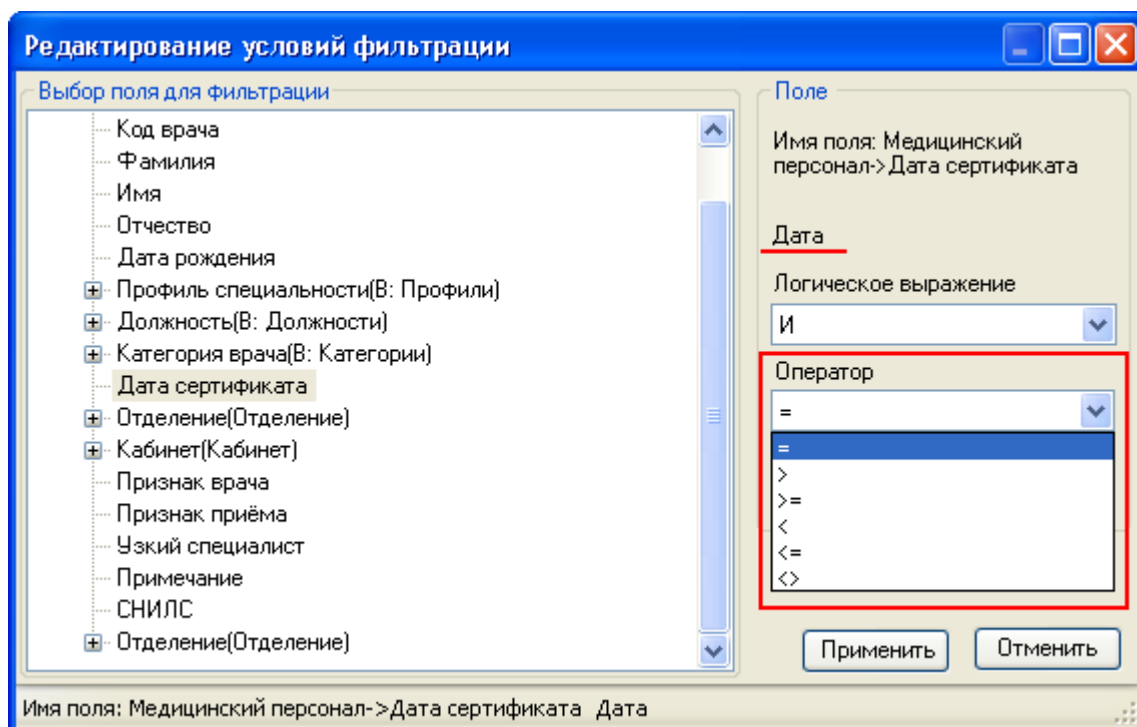 Редактирование условий фильтрации
Выбор поля для фильтрации
Код врача
Фамилия
Имя
Отчество
Дата рождения
Профиль специальности(В: Профили)
Должность(В: Должности)
Категория врача(В: Категории)
Дата сертификата
Отделение(Отделение)
Кабинет(Кабинет)
Признак врача
Признак приёма
Узкий специалист
Примечание
СНИЛС
Отделение(Отделение)
Поле
Имя поля: Медицинский
персонал->Дата сертификата
Дата
Логическое выражение
И
Оператор
=
=
>
>=
<
<=
<>
Применить
Отменить
Имя поля: Медицинский персонал->Дата сертификата Дата